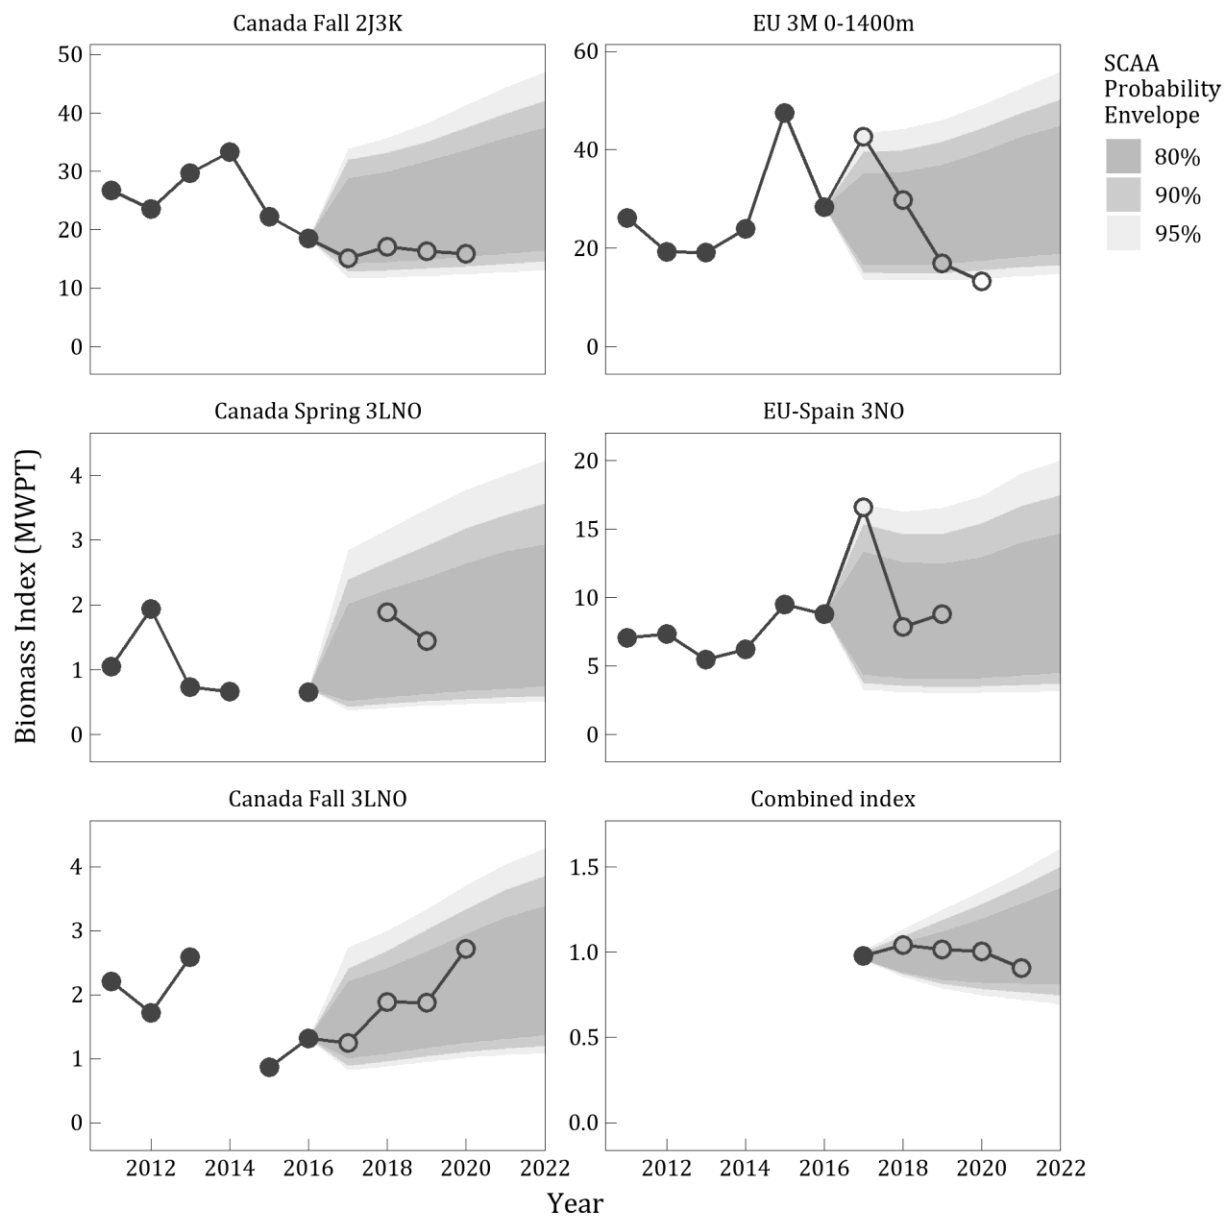 Canada Fall 2J3K
50
40
30
20
10
0
EU 3M 0-1400m
60
40
20
0
SCAA
Probability
Envelope
80%
90%
95%
Biomass Index (MWPT)
Canada Spring 3LNO
4
3
2
1
0
EU-Spain 3NO
20
15
10
5
0
Canada Fall 3LNO
4
3
2
1
0
2012 2014 2016 2018 2020 2022
Combined index
1.5
1.0
0.5
0.0
2012 2014 2016 2018 2020 2022
Year